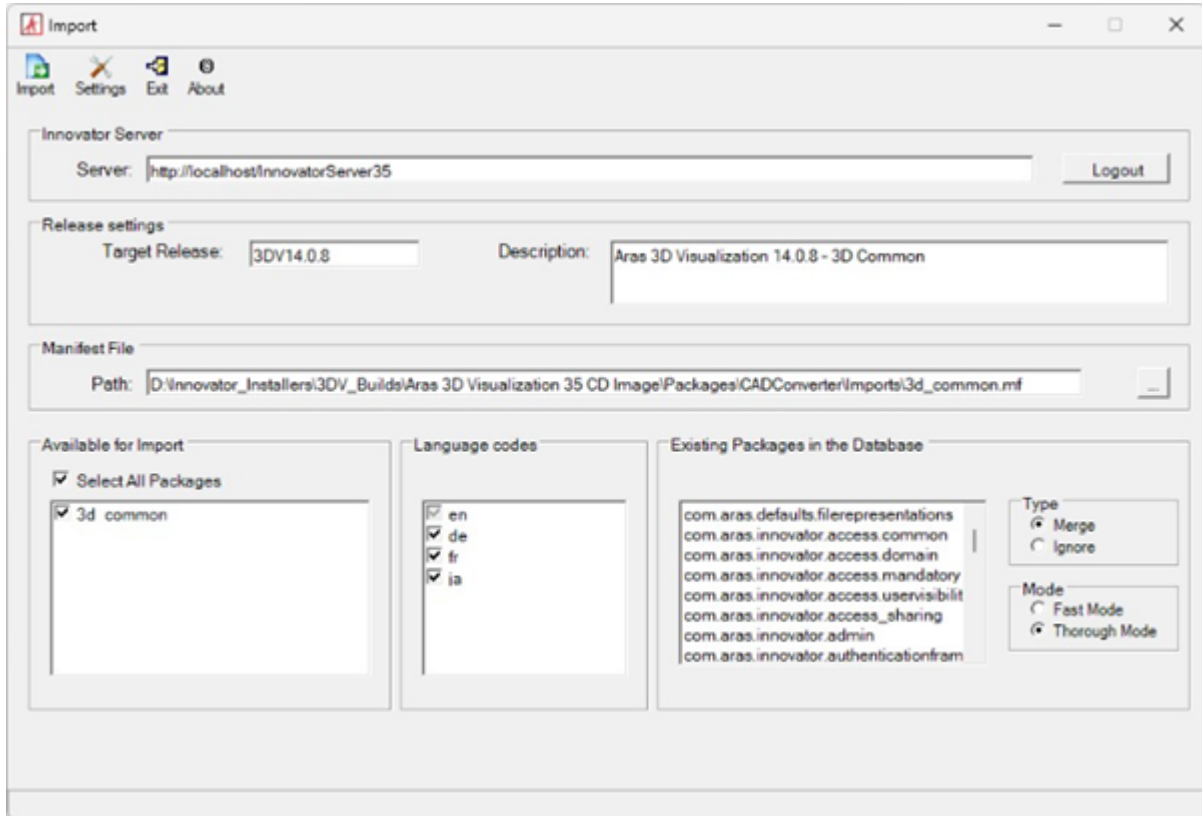 Import
Import Settings Exit About
Innovator Server
Server: http://localhost/InnovatorServer35 Logout
Release settings
Target Release: 3DV14.0.8 Description: Aras 3D Visualization 14.0.8 - 3D Common
Manifest File
Path: D:\Innovator_Installers\3DV_Builds\Aras 3D Visualization 35 CD Image\Packages\CADConverter\Imports\3d_common.mf ...
Available for Import
Select All Packages
3d common
Language codes
en
de
fr
ja
Existing Packages in the Database
com.aras.defaults.filerepresentations
com.aras.innovator.access.common
com.aras.innovator.access.domain
com.aras.innovator.access.mandatory
com.aras.innovator.access.uservisibilit
com.aras.innovator.access_sharing
com.aras.innovator.admin
com.aras.innovator.authenticationfram
Type
Merge
Ignore
Mode
Fast Mode
Thorough Mode